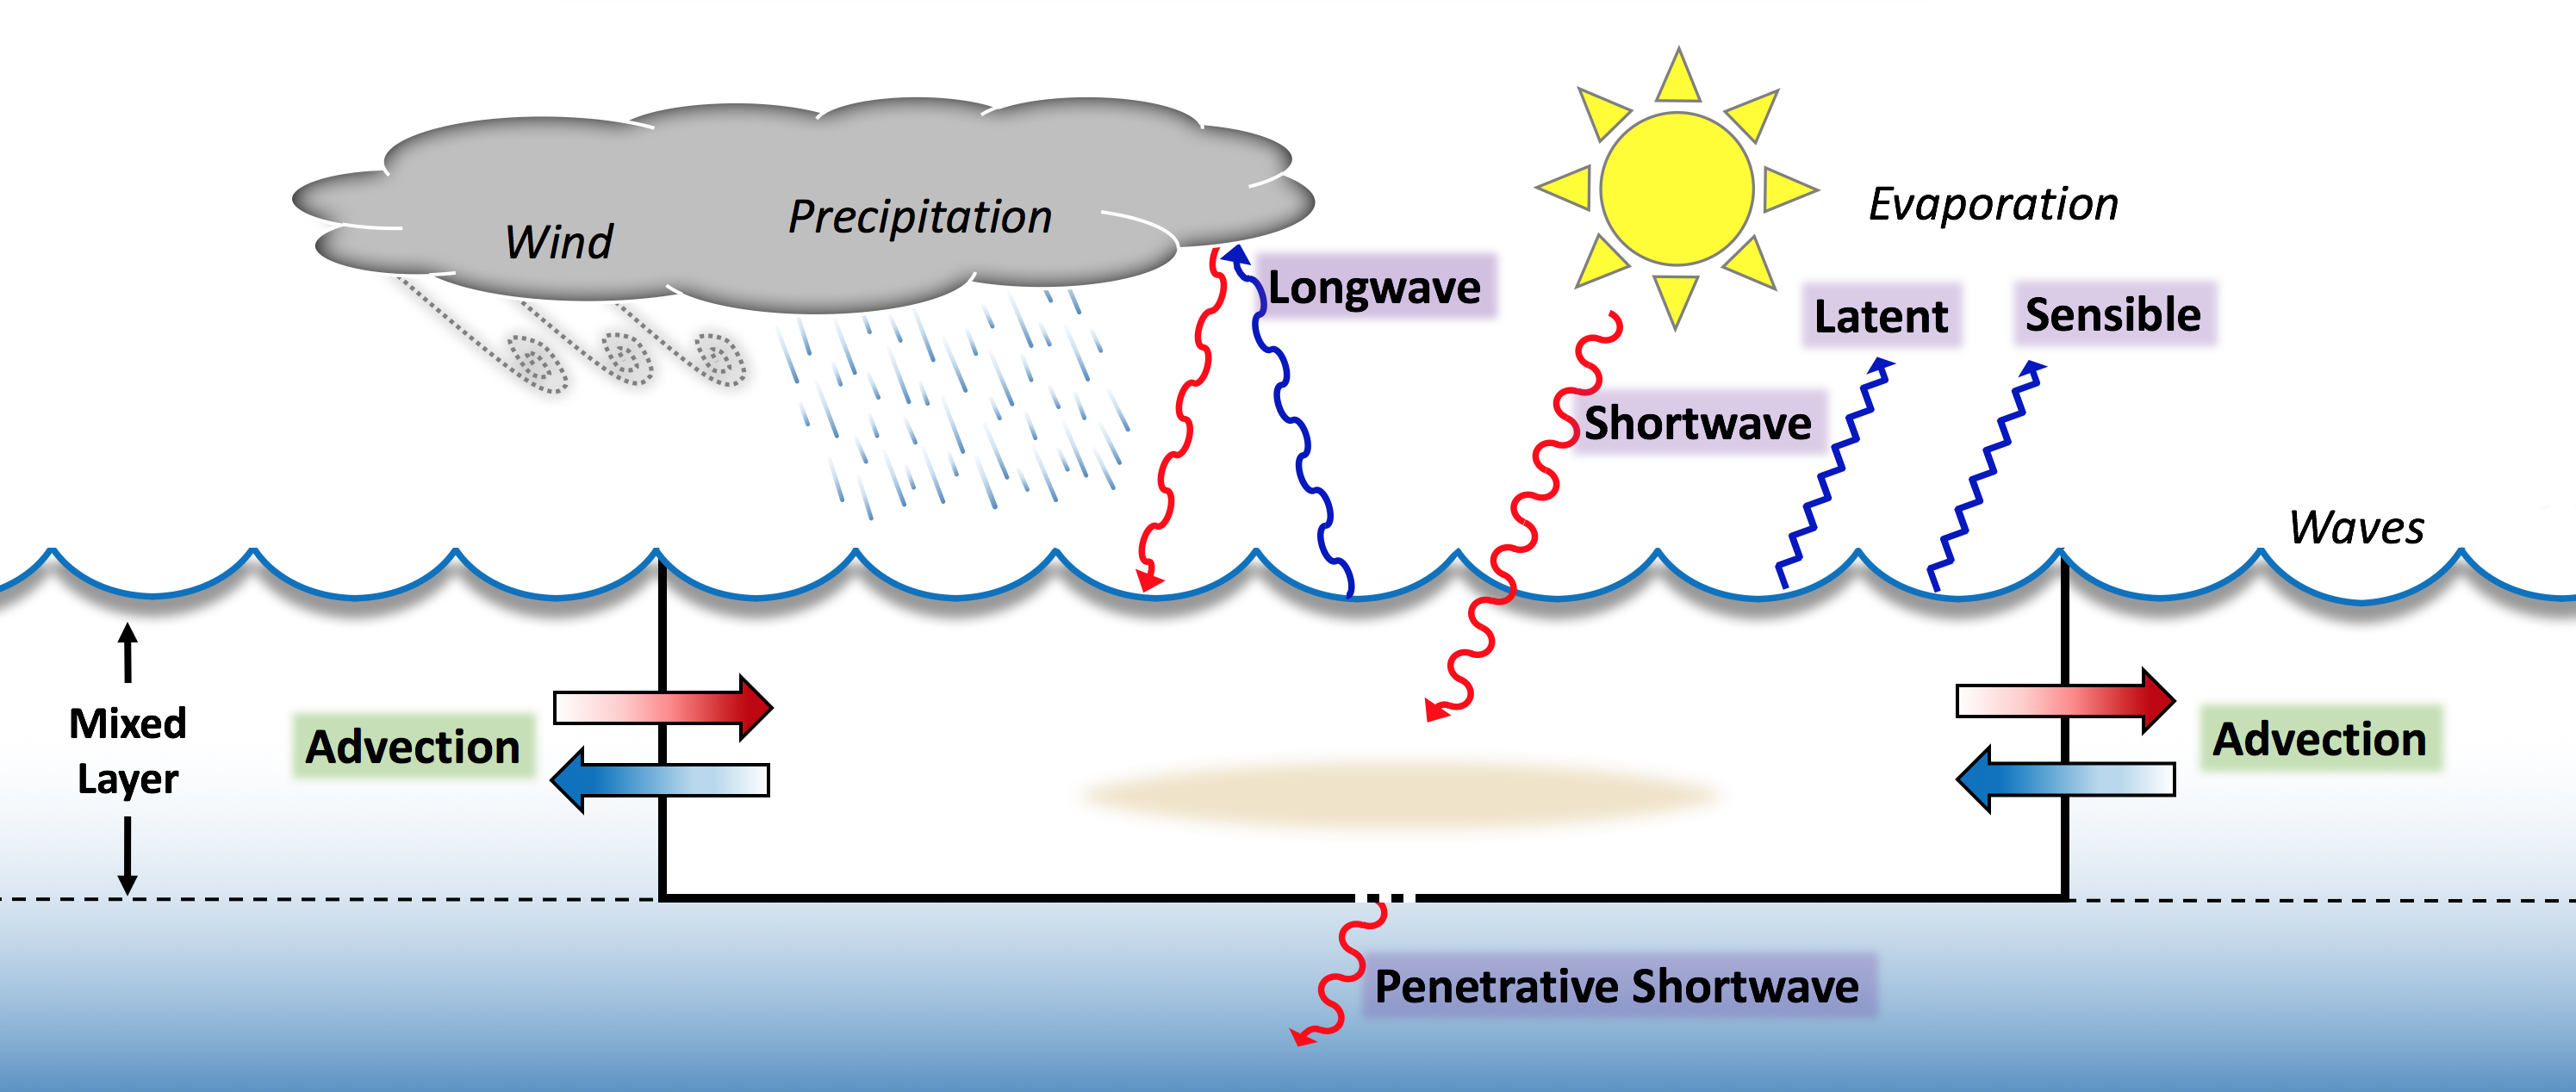 Wind
Precipitation
Evaporation
Longwave
Latent
Sensible
Shortwave
Waves
Mixed
Layer
Advection
Advection
Penetrative Shortwave